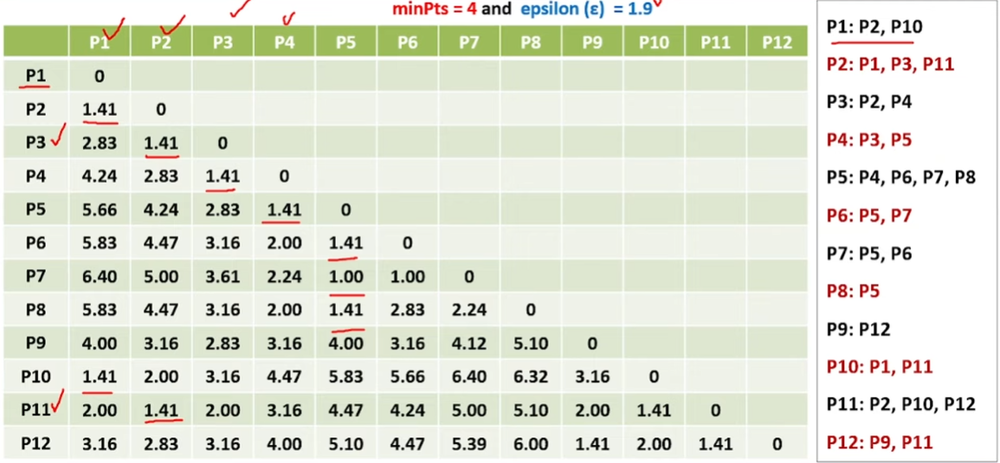 minPts = 4 and epsilon (ε) = 1.9
P1 P2 P3 P4 P5 P6 P7 P8 P9 P10 P11 P12
P1 0
P2 1.41 0
P3 2.83 1.41 0
P4 4.24 2.83 1.41 0
P5 5.66 4.24 2.83 1.41 0
P6 5.83 4.47 3.16 2.00 1.41 0
P7 6.40 5.00 3.61 2.24 1.00 1.00 0
P8 5.83 4.47 3.16 2.00 1.41 2.83 2.24 0
P9 4.00 3.16 2.83 3.16 4.00 3.16 4.12 5.10 0
P10 1.41 2.00 3.16 4.47 5.83 5.66 6.40 6.32 3.16 0
P11 2.00 1.41 2.00 3.16 4.47 4.24 5.00 5.10 2.00 1.41 0
P12 3.16 2.83 3.16 4.00 5.10 4.47 5.39 6.00 1.41 2.00 1.41 0
P1: P2, P10
P2: P1, P3, P11
P3: P2, P4
P4: P3, P5
P5: P4, P6, P7, P8
P6: P5, P7
P7: P5, P6
P8: P5
P9: P12
P10: P1, P11
P11: P2, P10, P12
P12: P9, P11